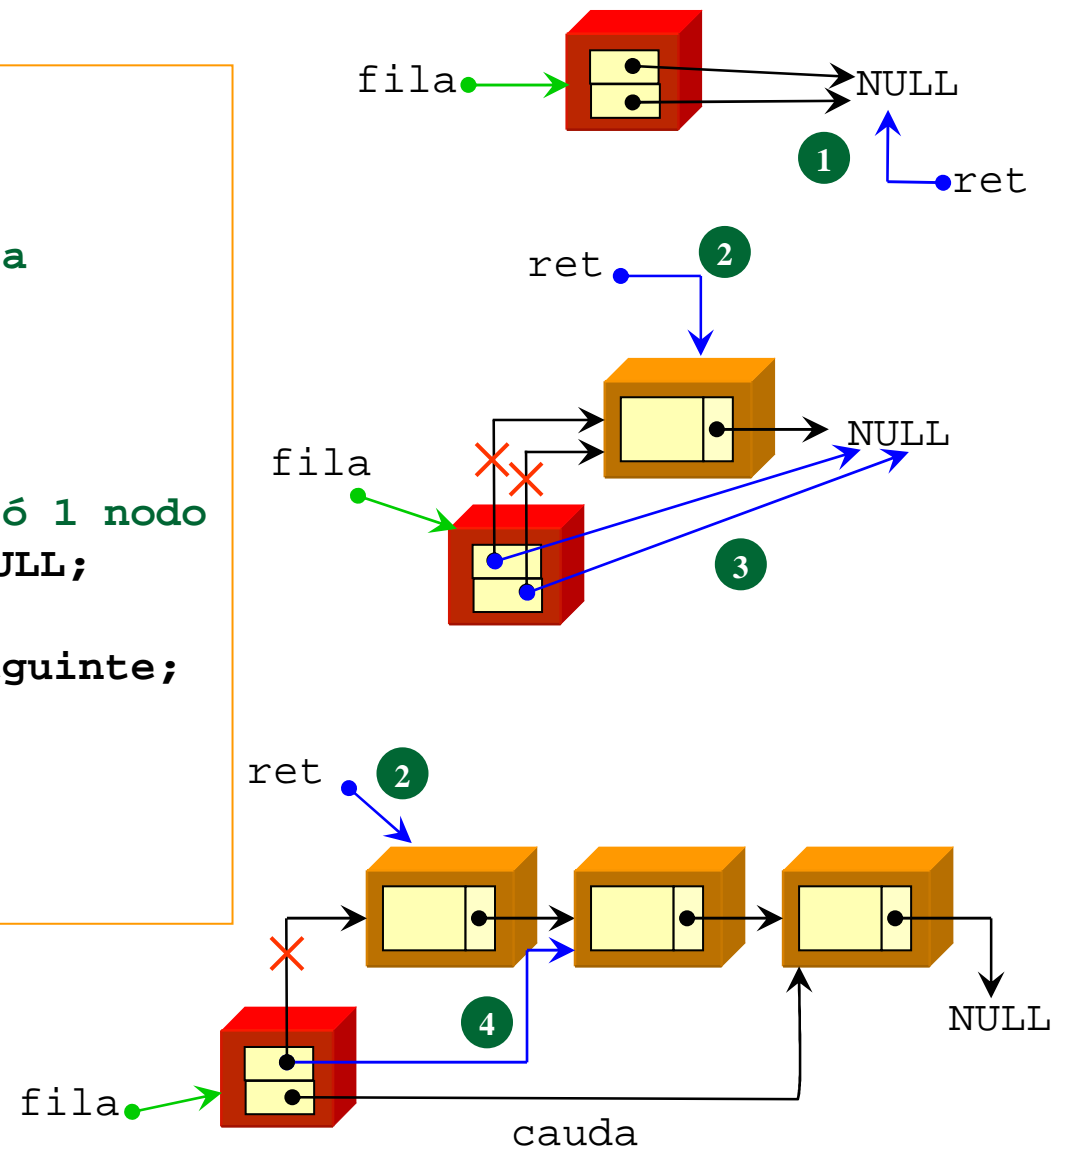 a
ó 1 nodo
ULL;
guinte;
fila
NULL
1
ret
ret
2
NULL
fila
3
ret
2
4
NULL
fila
cauda